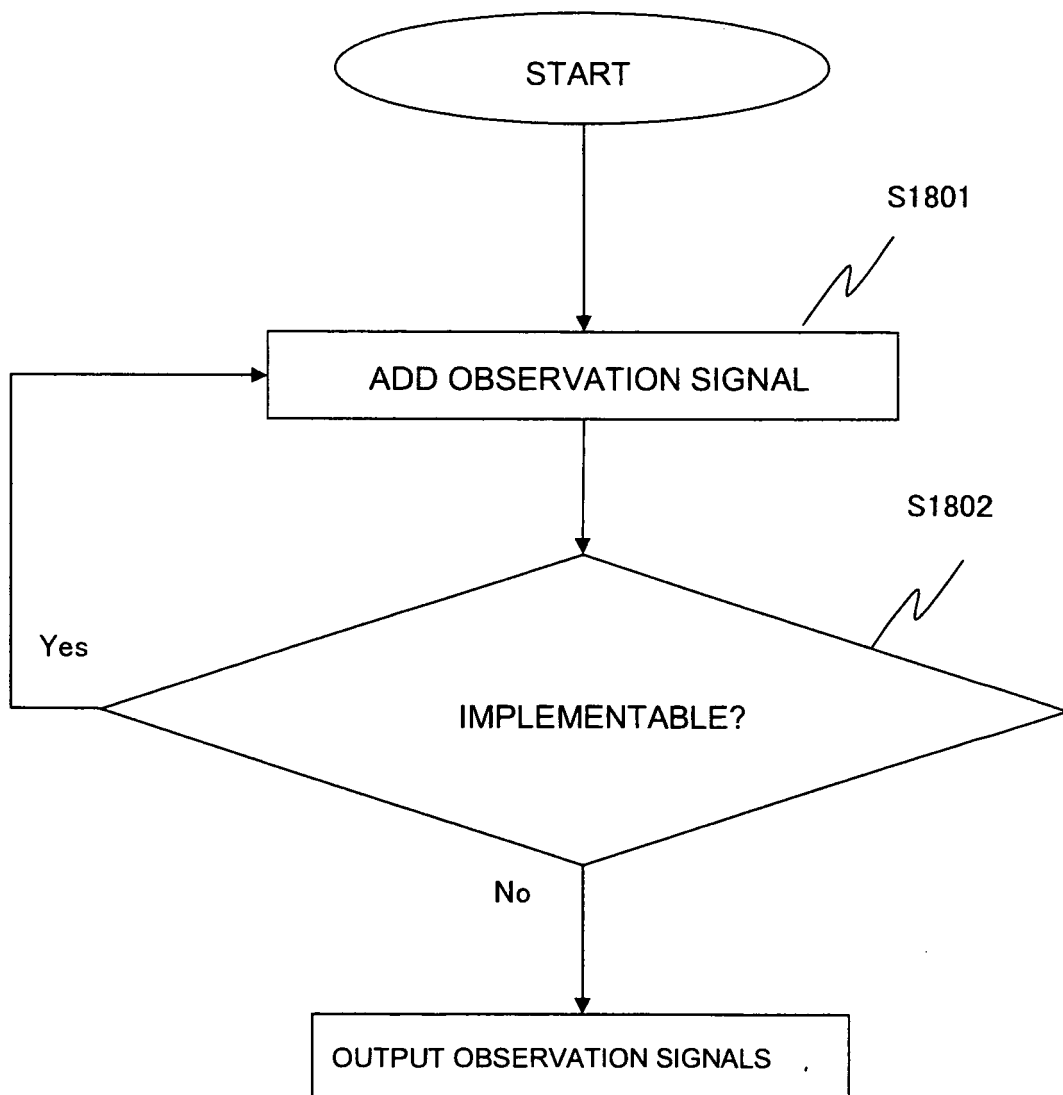 START
S1801
ADD OBSERVATION SIGNAL
S1802
Yes
IMPLEMENTABLE?
No
OUTPUT OBSERVATION SIGNALS